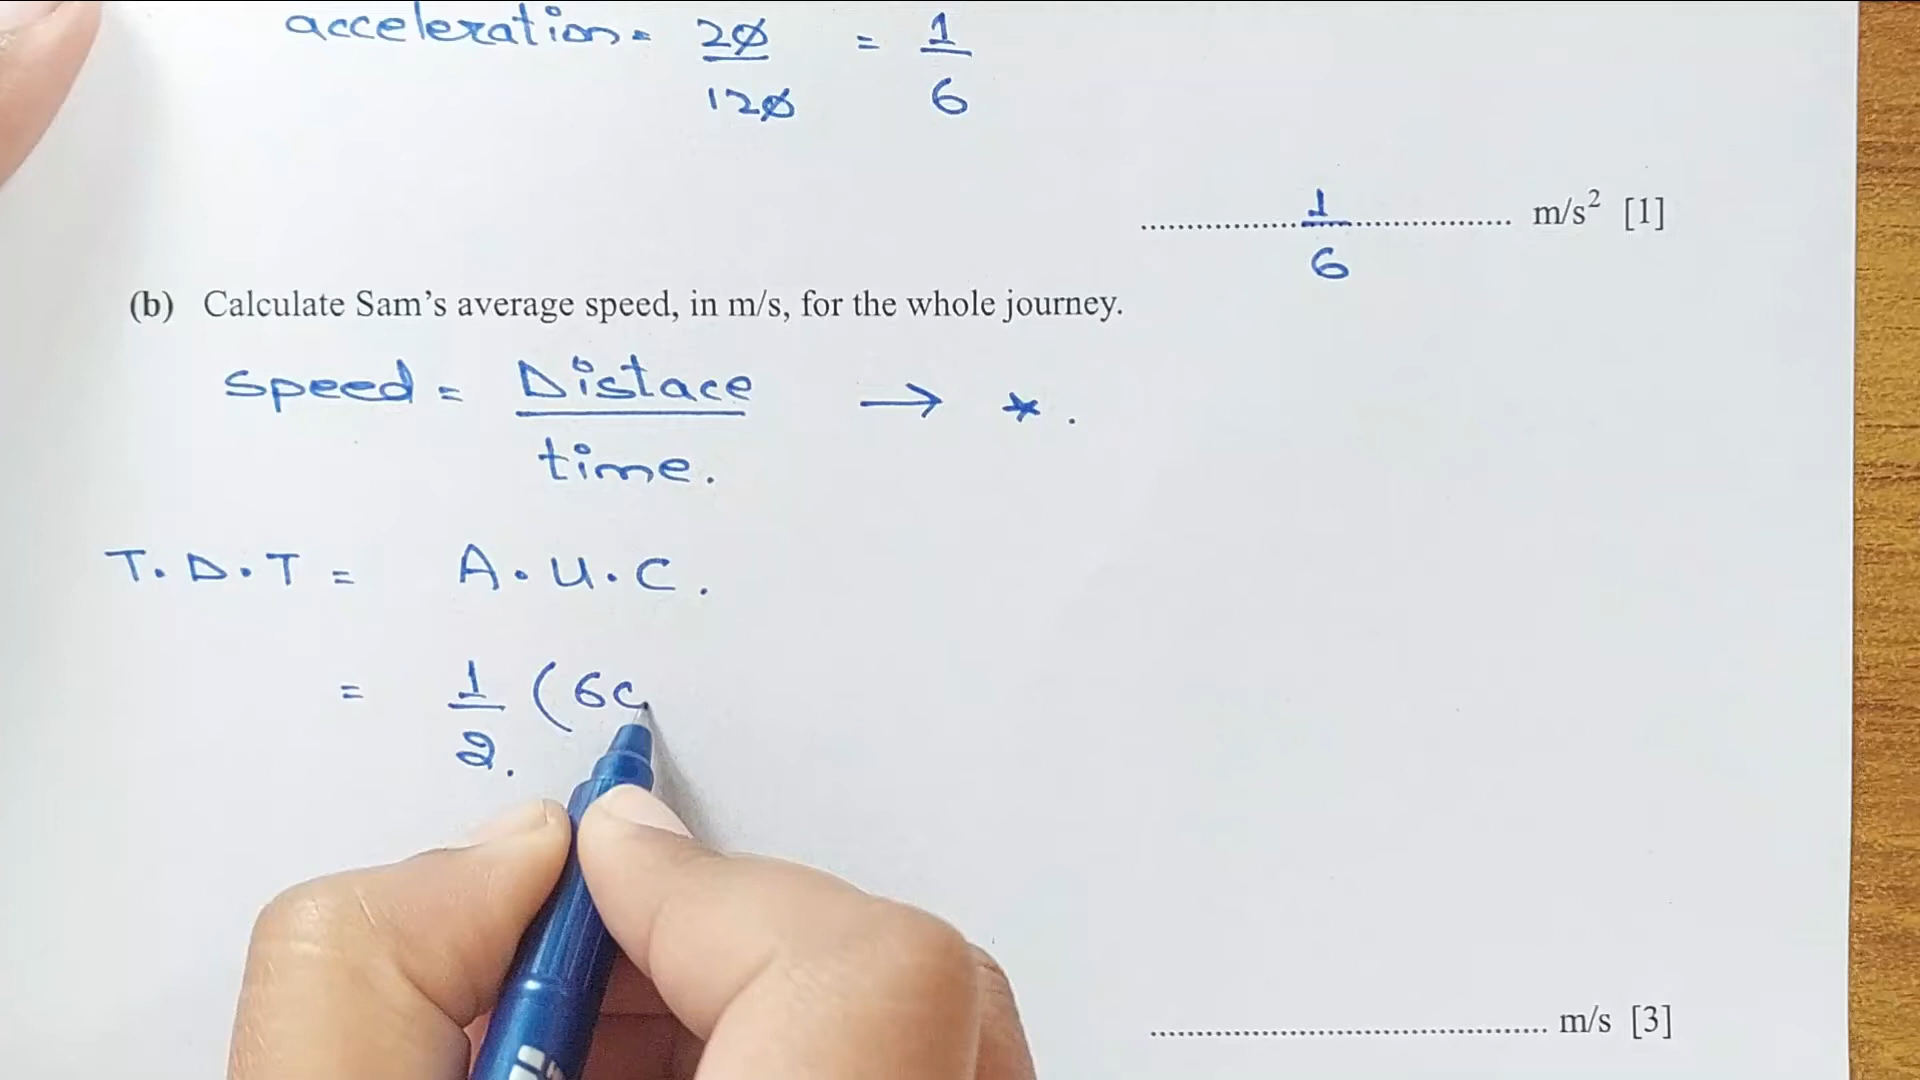 acceleration = 20/120 = 1/6
1/6 m/s² [1]
(b) Calculate Sam's average speed, in m/s, for the whole journey.
speed = Distace/time. → * .
T.D.T = A.U.C.
= 1/2. (6
m/s [3]